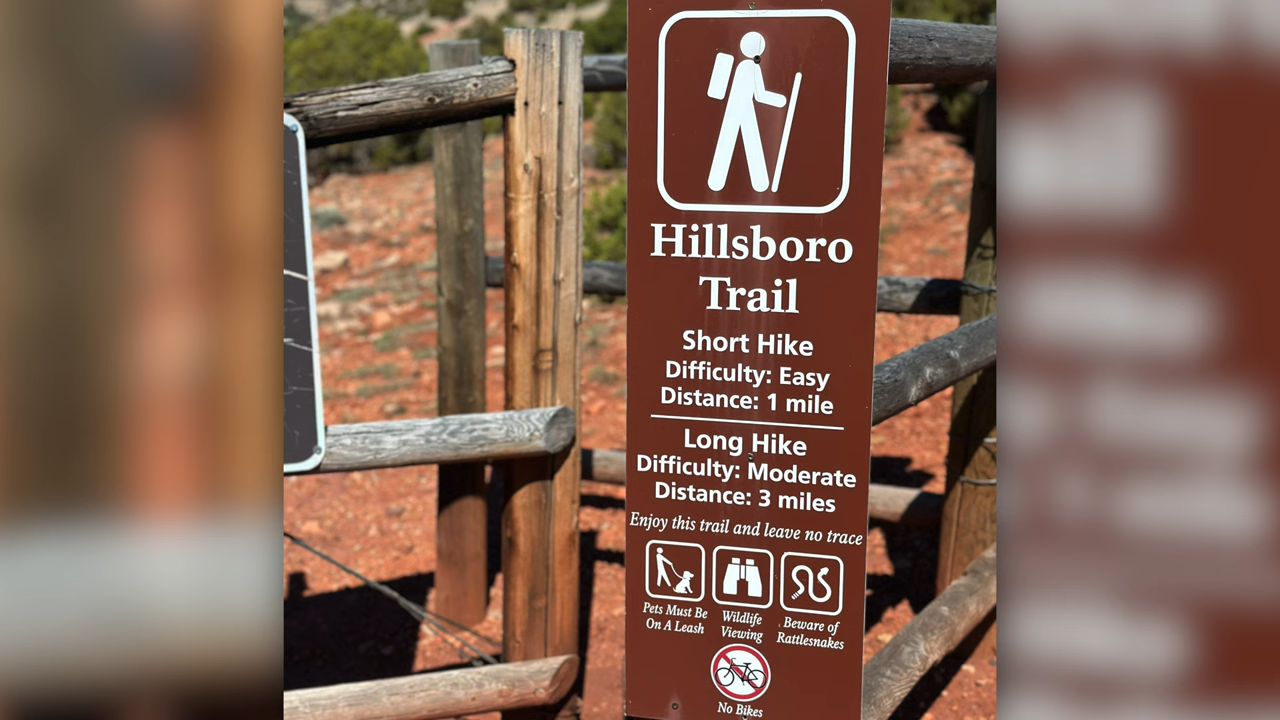 Hillsboro
Trail
Short Hike
Difficulty: Easy
Distance: 1 mile
Long Hike
Difficulty: Moderate
Distance: 3 miles
Enjoy this trail and leave no trace
Pets Must Be
On A Leash
Wildlife
Viewing
Beware of
Rattlesnakes
No Bikes